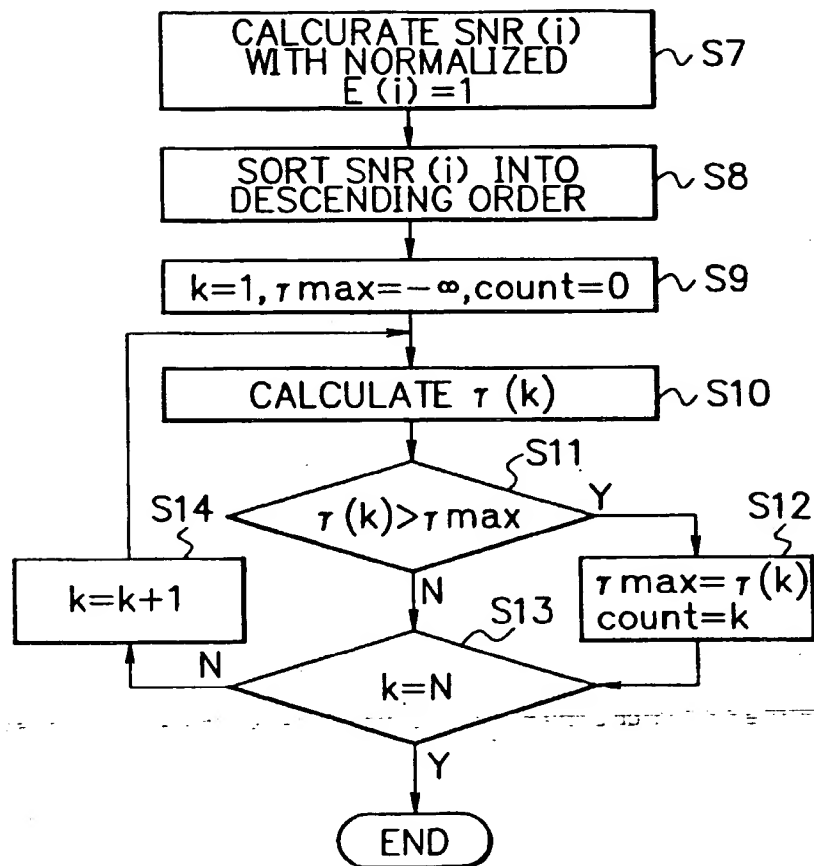 CALCURATE SNR(i)
WITH NORMALIZED
E(i)=1
S7
SORT SNR(i) INTO
DESCENDING ORDER
S8
k=1, τ max=-∞, count=0
S9
CALCULATE τ (k)
S10
S11
τ (k)>τ max
Y
S12
τ max= τ (k)
count=k
S14
k=k+1
N
S13
k=N
N
Y
END